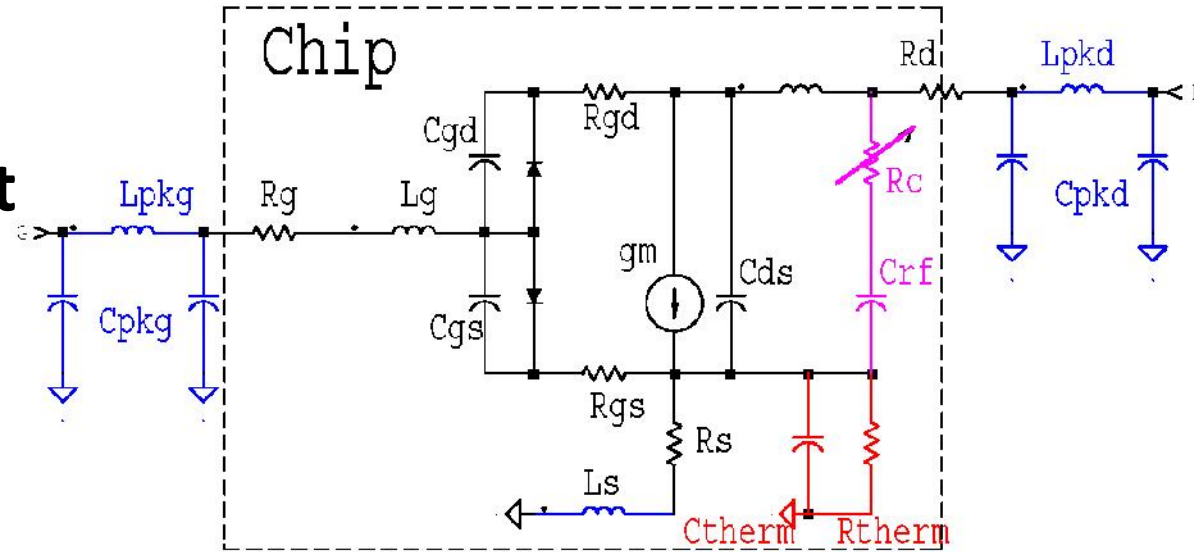 Chip
Rd
Lpkd
Rgd
Cgd
t
Lpkg
Rg
Lg
Rc
Cpkd
G
gm
Cds
Crf
Cpkg
Cgs
Rgs
Rs
Ls
Ctherm
Rtherm